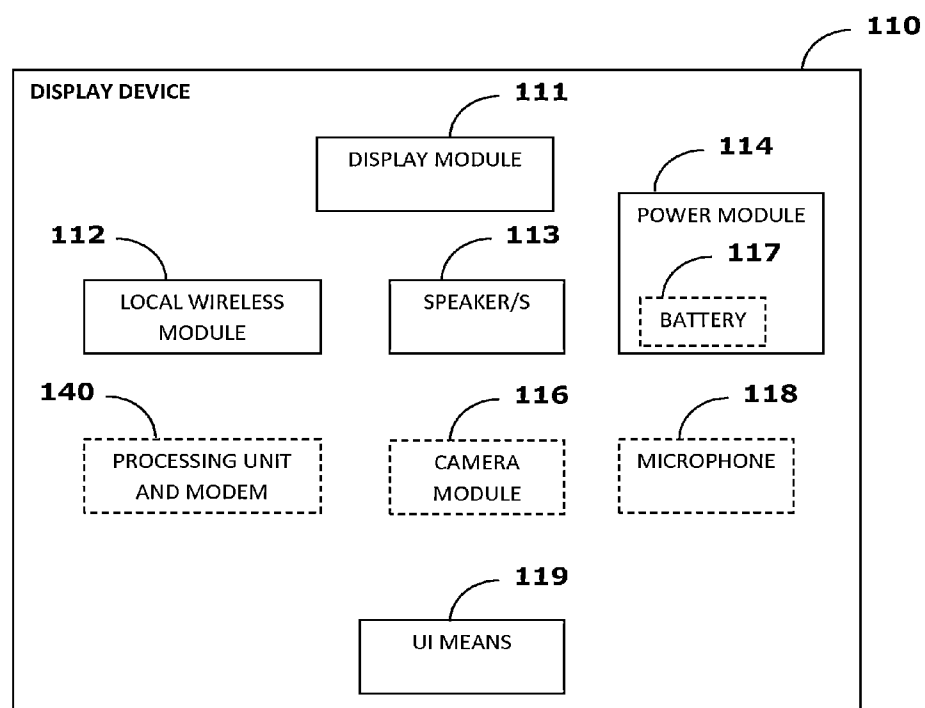 110
DISPLAY DEVICE
111
DISPLAY MODULE
114
POWER MODULE
112
LOCAL WIRELESS
MODULE
113
SPEAKER/S
117
BATTERY
140
PROCESSING UNIT
AND MODEM
116
CAMERA
MODULE
118
MICROPHONE
119
UI MEANS